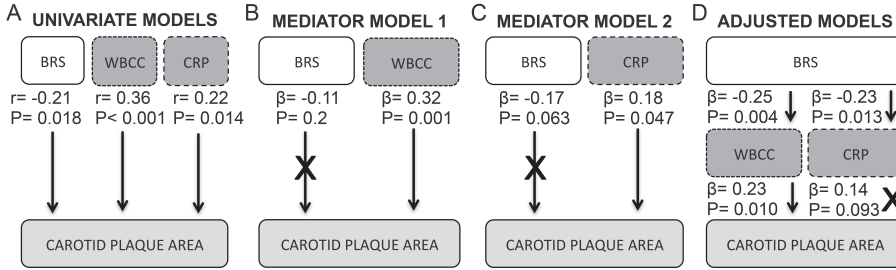 A UNIVARIATE MODELS
BRS WBCC CRP
r= -0.21 r= 0.36 r= 0.22
P= 0.018 P< 0.001 P= 0.014
CAROTID PLAQUE AREA
B MEDIATOR MODEL 1
BRS WBCC
β= -0.11 β= 0.32
P= 0.2 P= 0.001
X
CAROTID PLAQUE AREA
C MEDIATOR MODEL 2
BRS CRP
β= -0.17 β= 0.18
P= 0.063 P= 0.047
X
CAROTID PLAQUE AREA
D ADJUSTED MODELS
BRS
β= -0.25 β= -0.23
P= 0.004 P= 0.013
WBCC CRP
β= 0.23 β= 0.14
P= 0.010 P= 0.093 X
CAROTID PLAQUE AREA